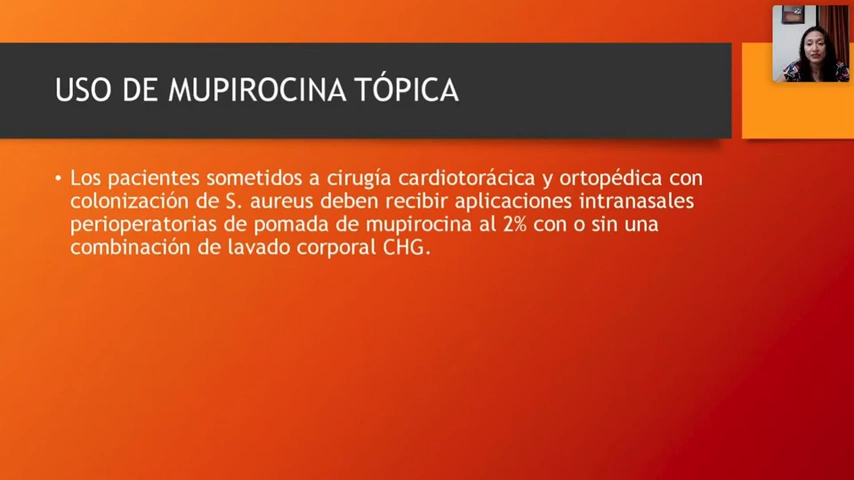 USO DE MUPIROCINA TÓPICA
• Los pacientes sometidos a cirugía cardiotorácica y ortopédica con
colonización de S. aureus deben recibir aplicaciones intranasales
perioperatorias de pomada de mupirocina al 2% con o sin una
combinación de lavado corporal CHG.